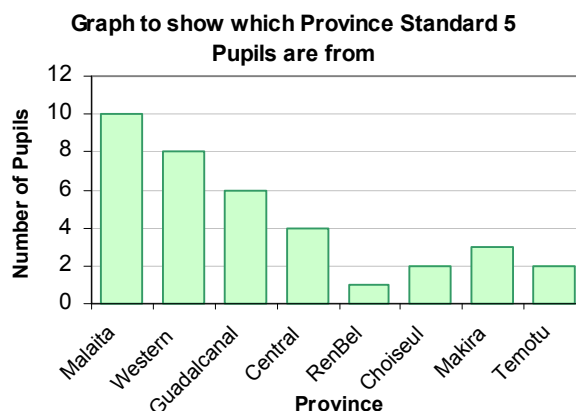 Graph to show which Province Standard 5
Pupils are from
Number of Pupils
12
10
8
6
4
2
0
Malaita
Western
Guadalcanal
Central
RenBel
Choiseul
Makira
Temotu
Province